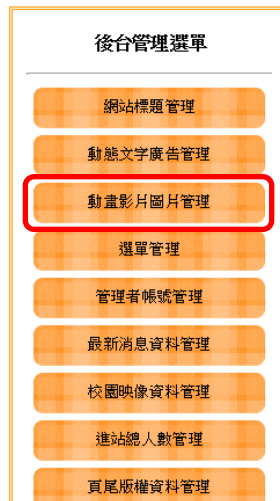 後台管理選單
網站標題管理
動態文字廣告管理
動畫影片圖片管理
選單管理
管理者帳號管理
最新消息資料管理
校園映像資料管理
進站總人數管理
頁尾版權資料管理